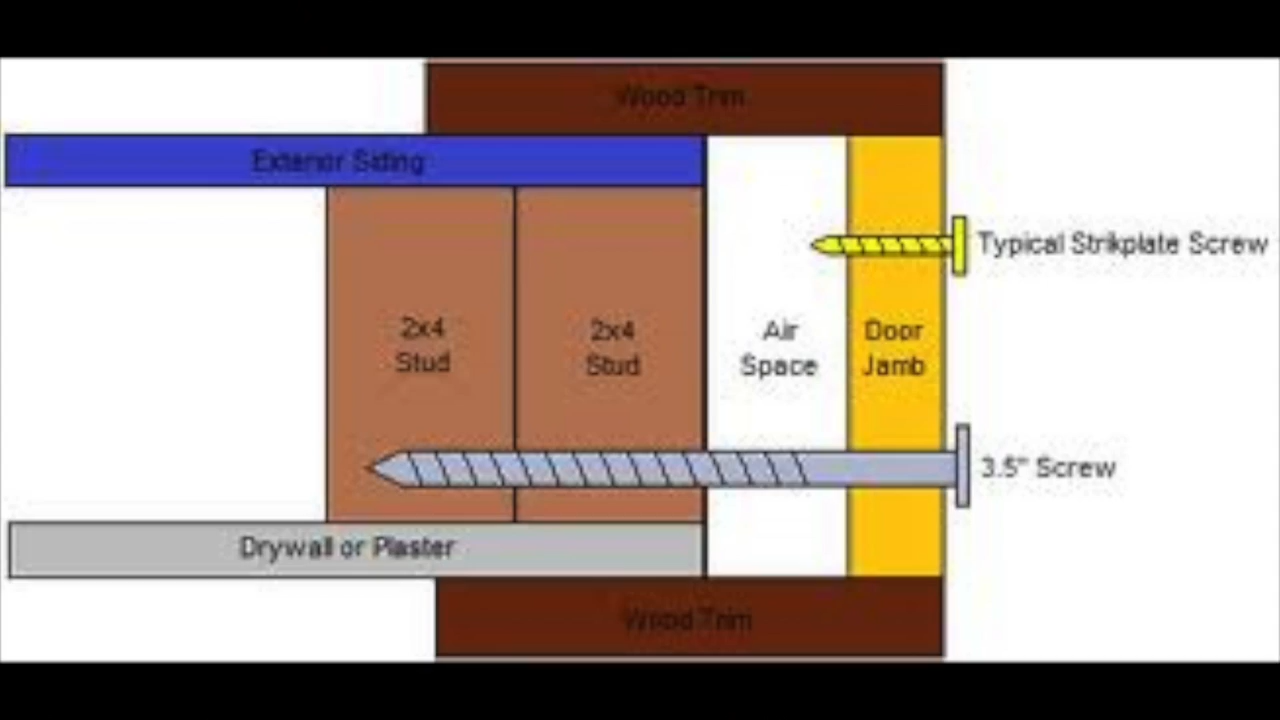 Wood Trim
Exterior Siding
Typical Strikplate Screw
2x4
Stud
2x4
Stud
Air
Space
Door
Jamb
3.5" Screw
Drywall or Plaster
Wood Trim